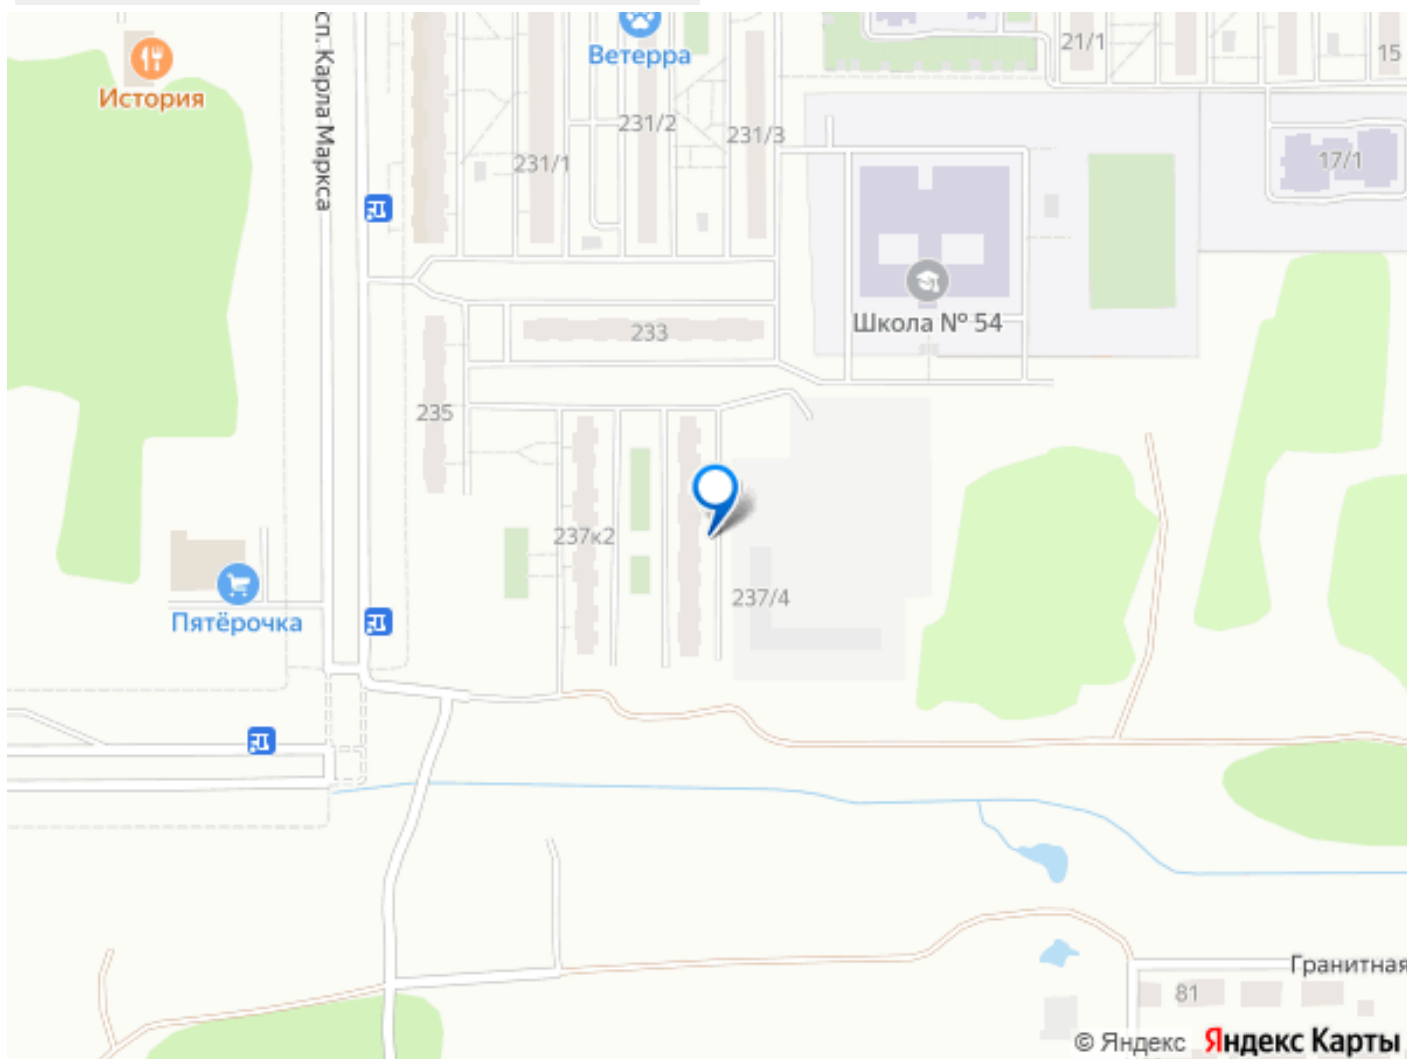 сп. Карла Маркса
История
Ветерра
21/1
15
231/2
231/3
231/1
17/1
Школа № 54
233
235
237к2
237/4
Пятёрочка
Гранитная
81
© Яндекс Яндекс Карты